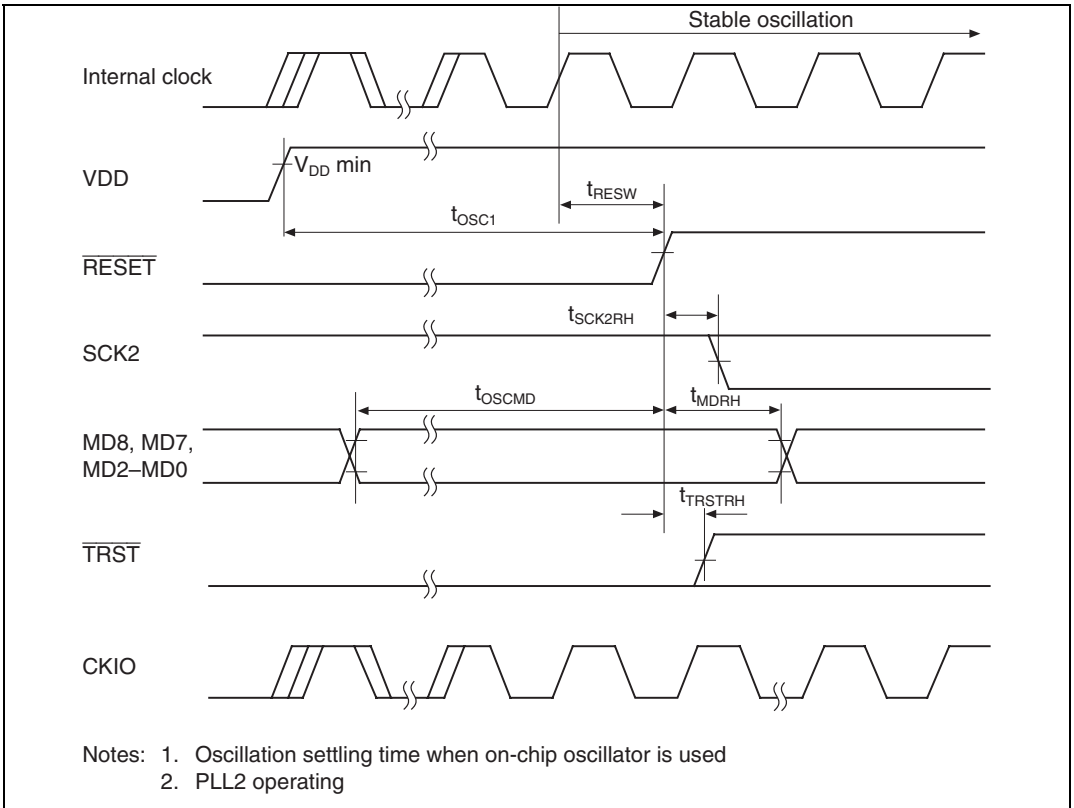 Stable oscillation
Internal clock
VDD
VDD min
tRESW
tOSC1
RESET
tSCK2RH
SCK2
tOSCMD
tMDRH
MD8, MD7,
MD2–MD0
tTRSTRH
TRST
CKIO
Notes: 1. Oscillation settling time when on-chip oscillator is used
2. PLL2 operating